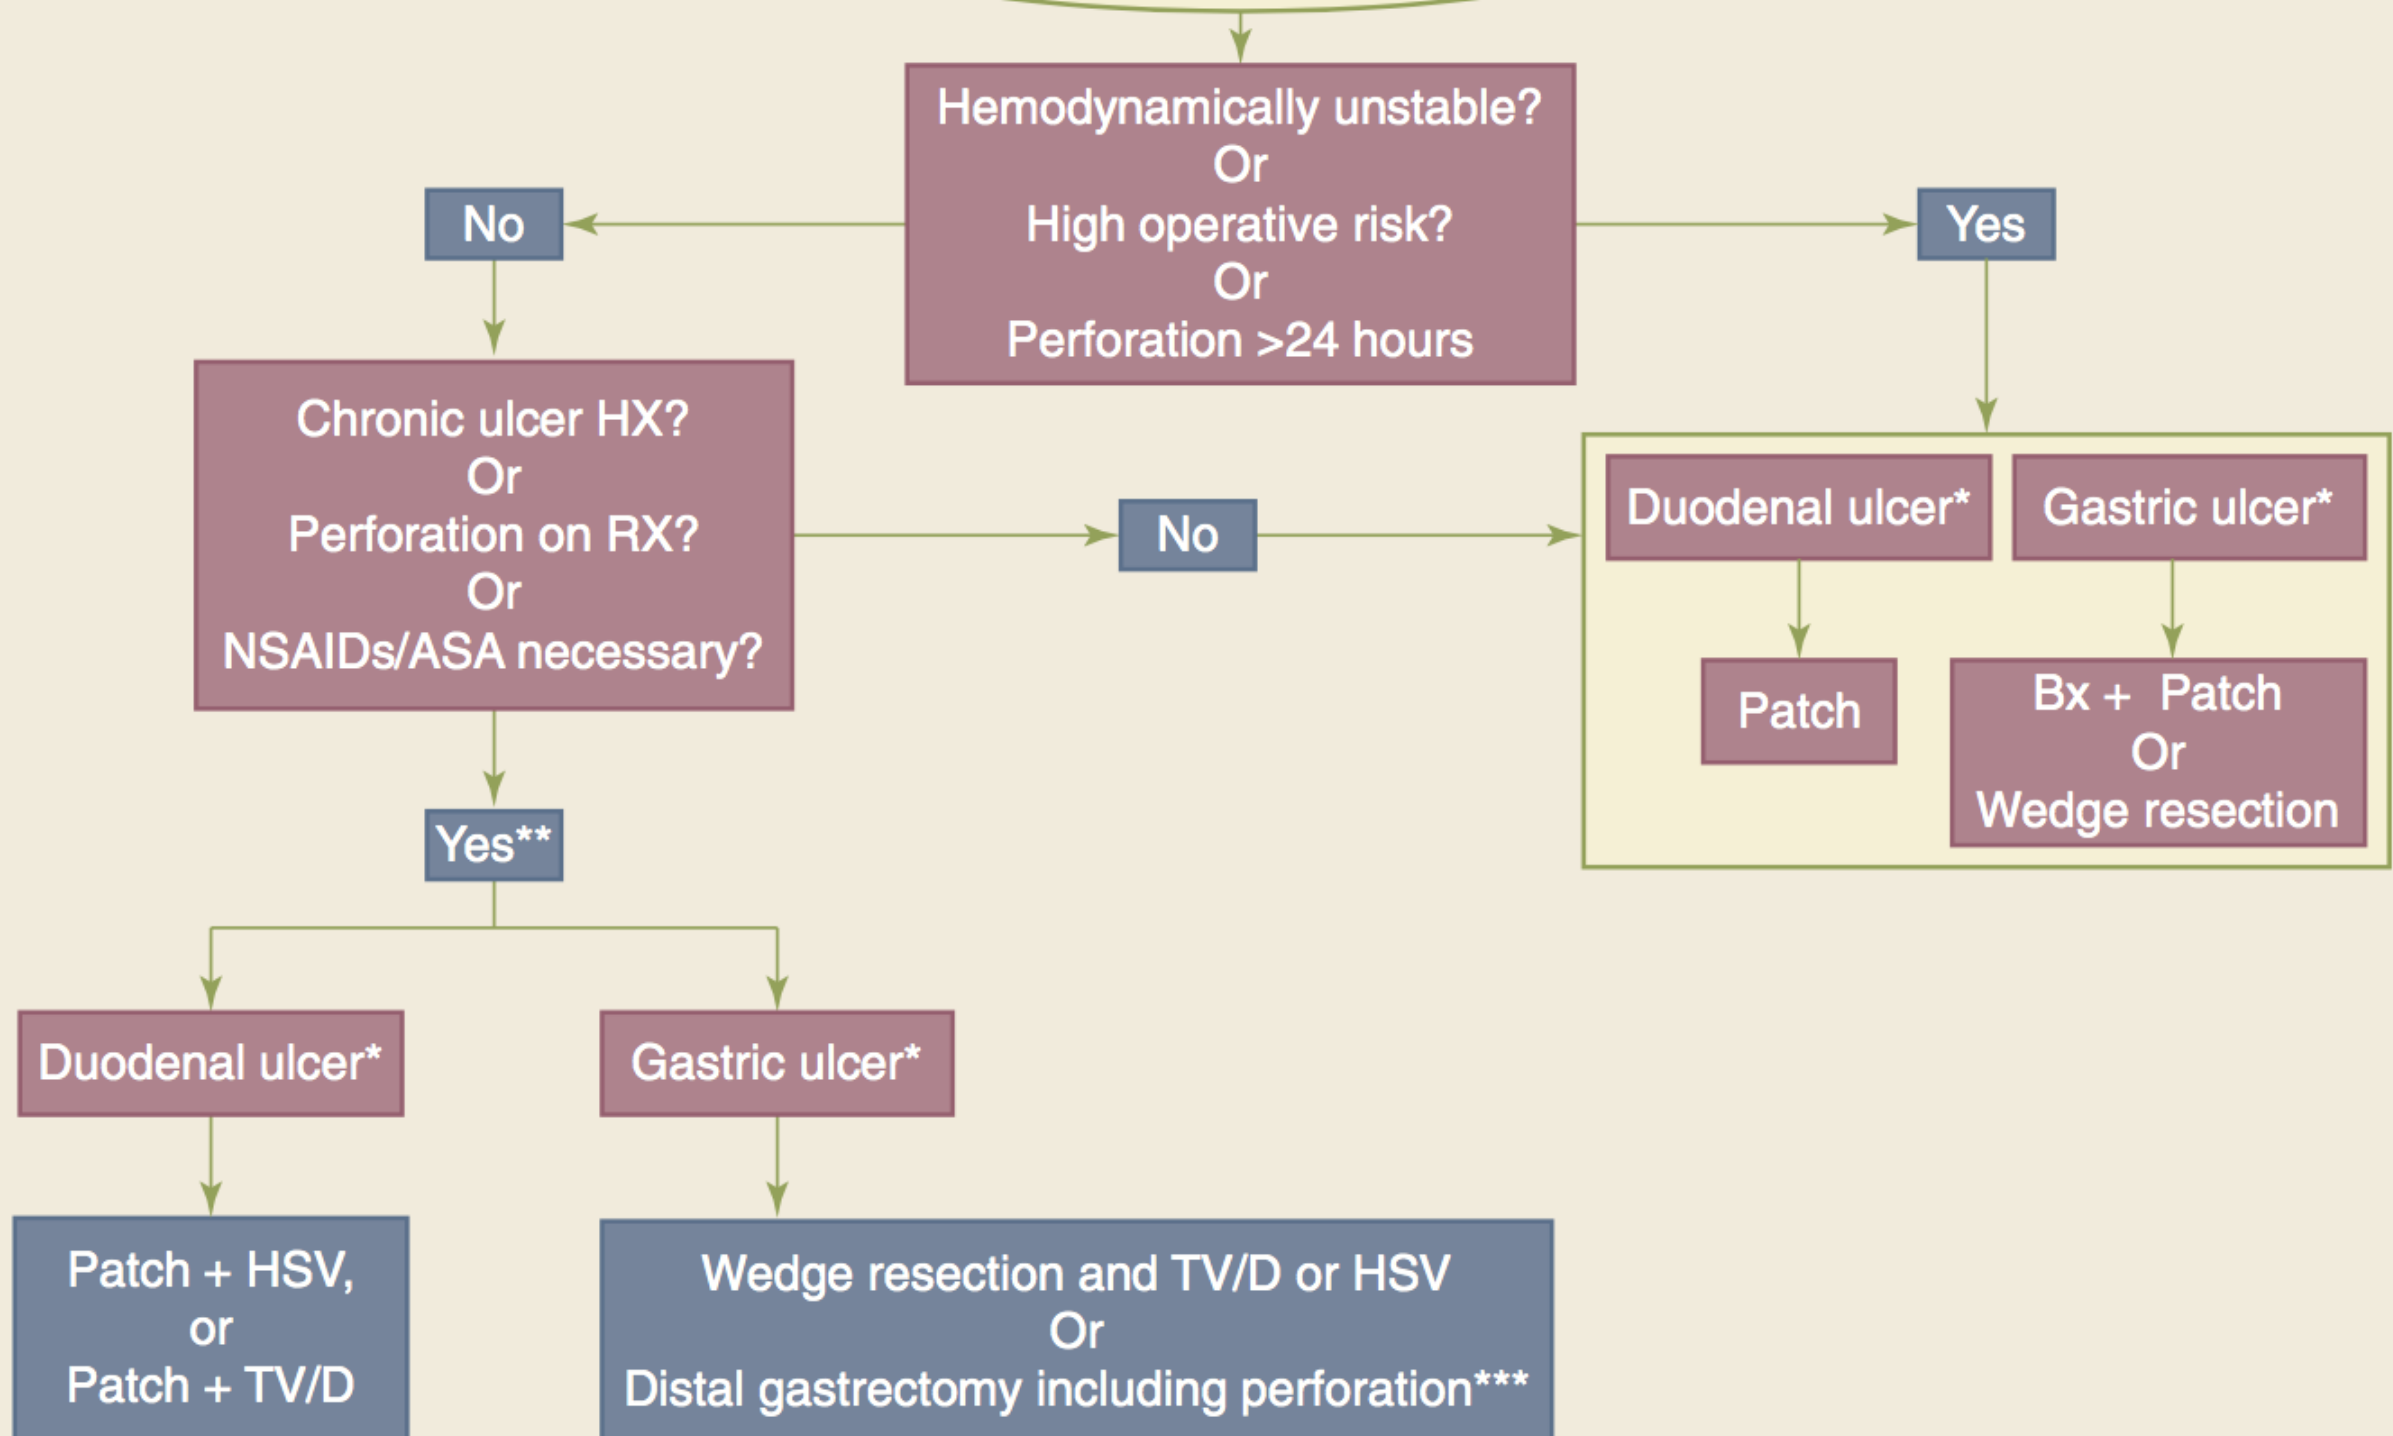 Hemodynamically unstable?
Or
High operative risk?
Or
Perforation >24 hours
No
Yes
Chronic ulcer HX?
Or
Perforation on RX?
Or
NSAIDs/ASA necessary?
No
Duodenal ulcer*
Gastric ulcer*
Patch
Bx + Patch
Or
Wedge resection
Yes**
Duodenal ulcer*
Gastric ulcer*
Patch + HSV,
or
Patch + TV/D
Wedge resection and TV/D or HSV
Or
Distal gastrectomy including perforation***